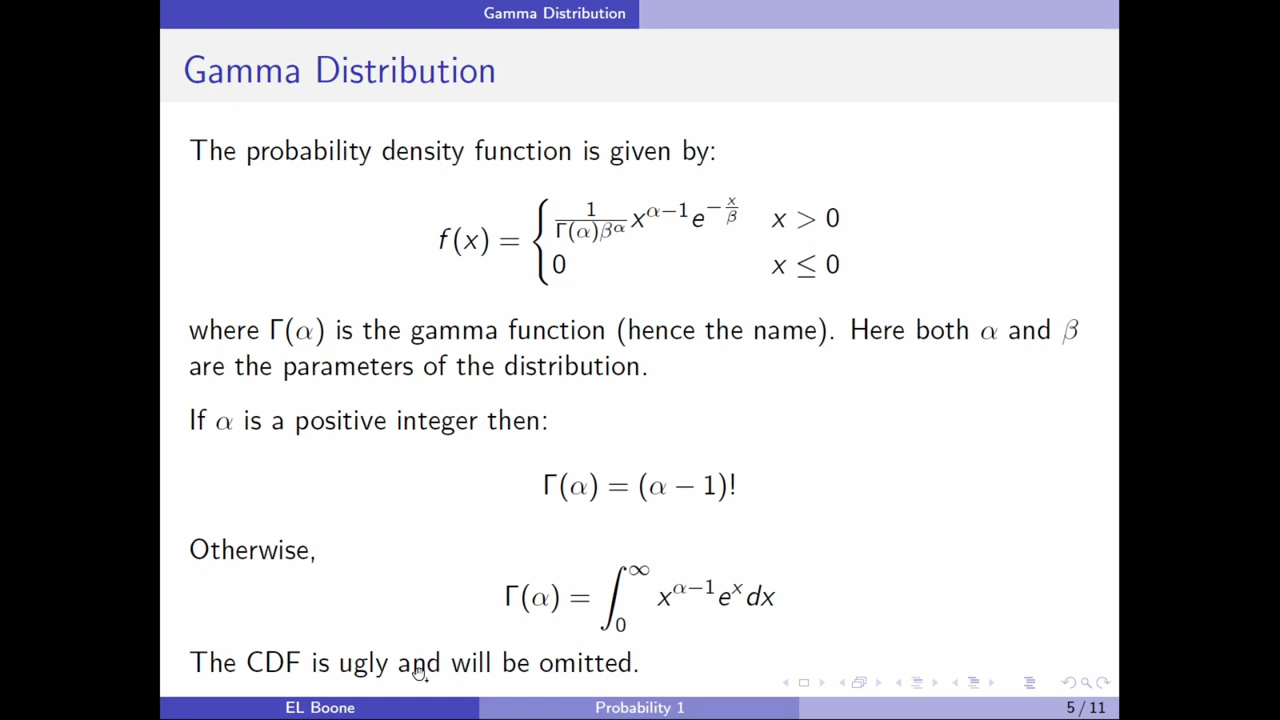 Gamma Distribution
Gamma Distribution
The probability density function is given by:
f(x) = { 1/(Γ(α)β^α) x^(α−1) e^(−x/β)   x > 0
0   x ≤ 0
where Γ(α) is the gamma function (hence the name). Here both α and β
are the parameters of the distribution.
If α is a positive integer then:
Γ(α) = (α − 1)!
Otherwise,
Γ(α) = ∫_0^∞ x^(α−1) e^x dx
The CDF is ugly and will be omitted.
EL Boone Probability 1 5 / 11